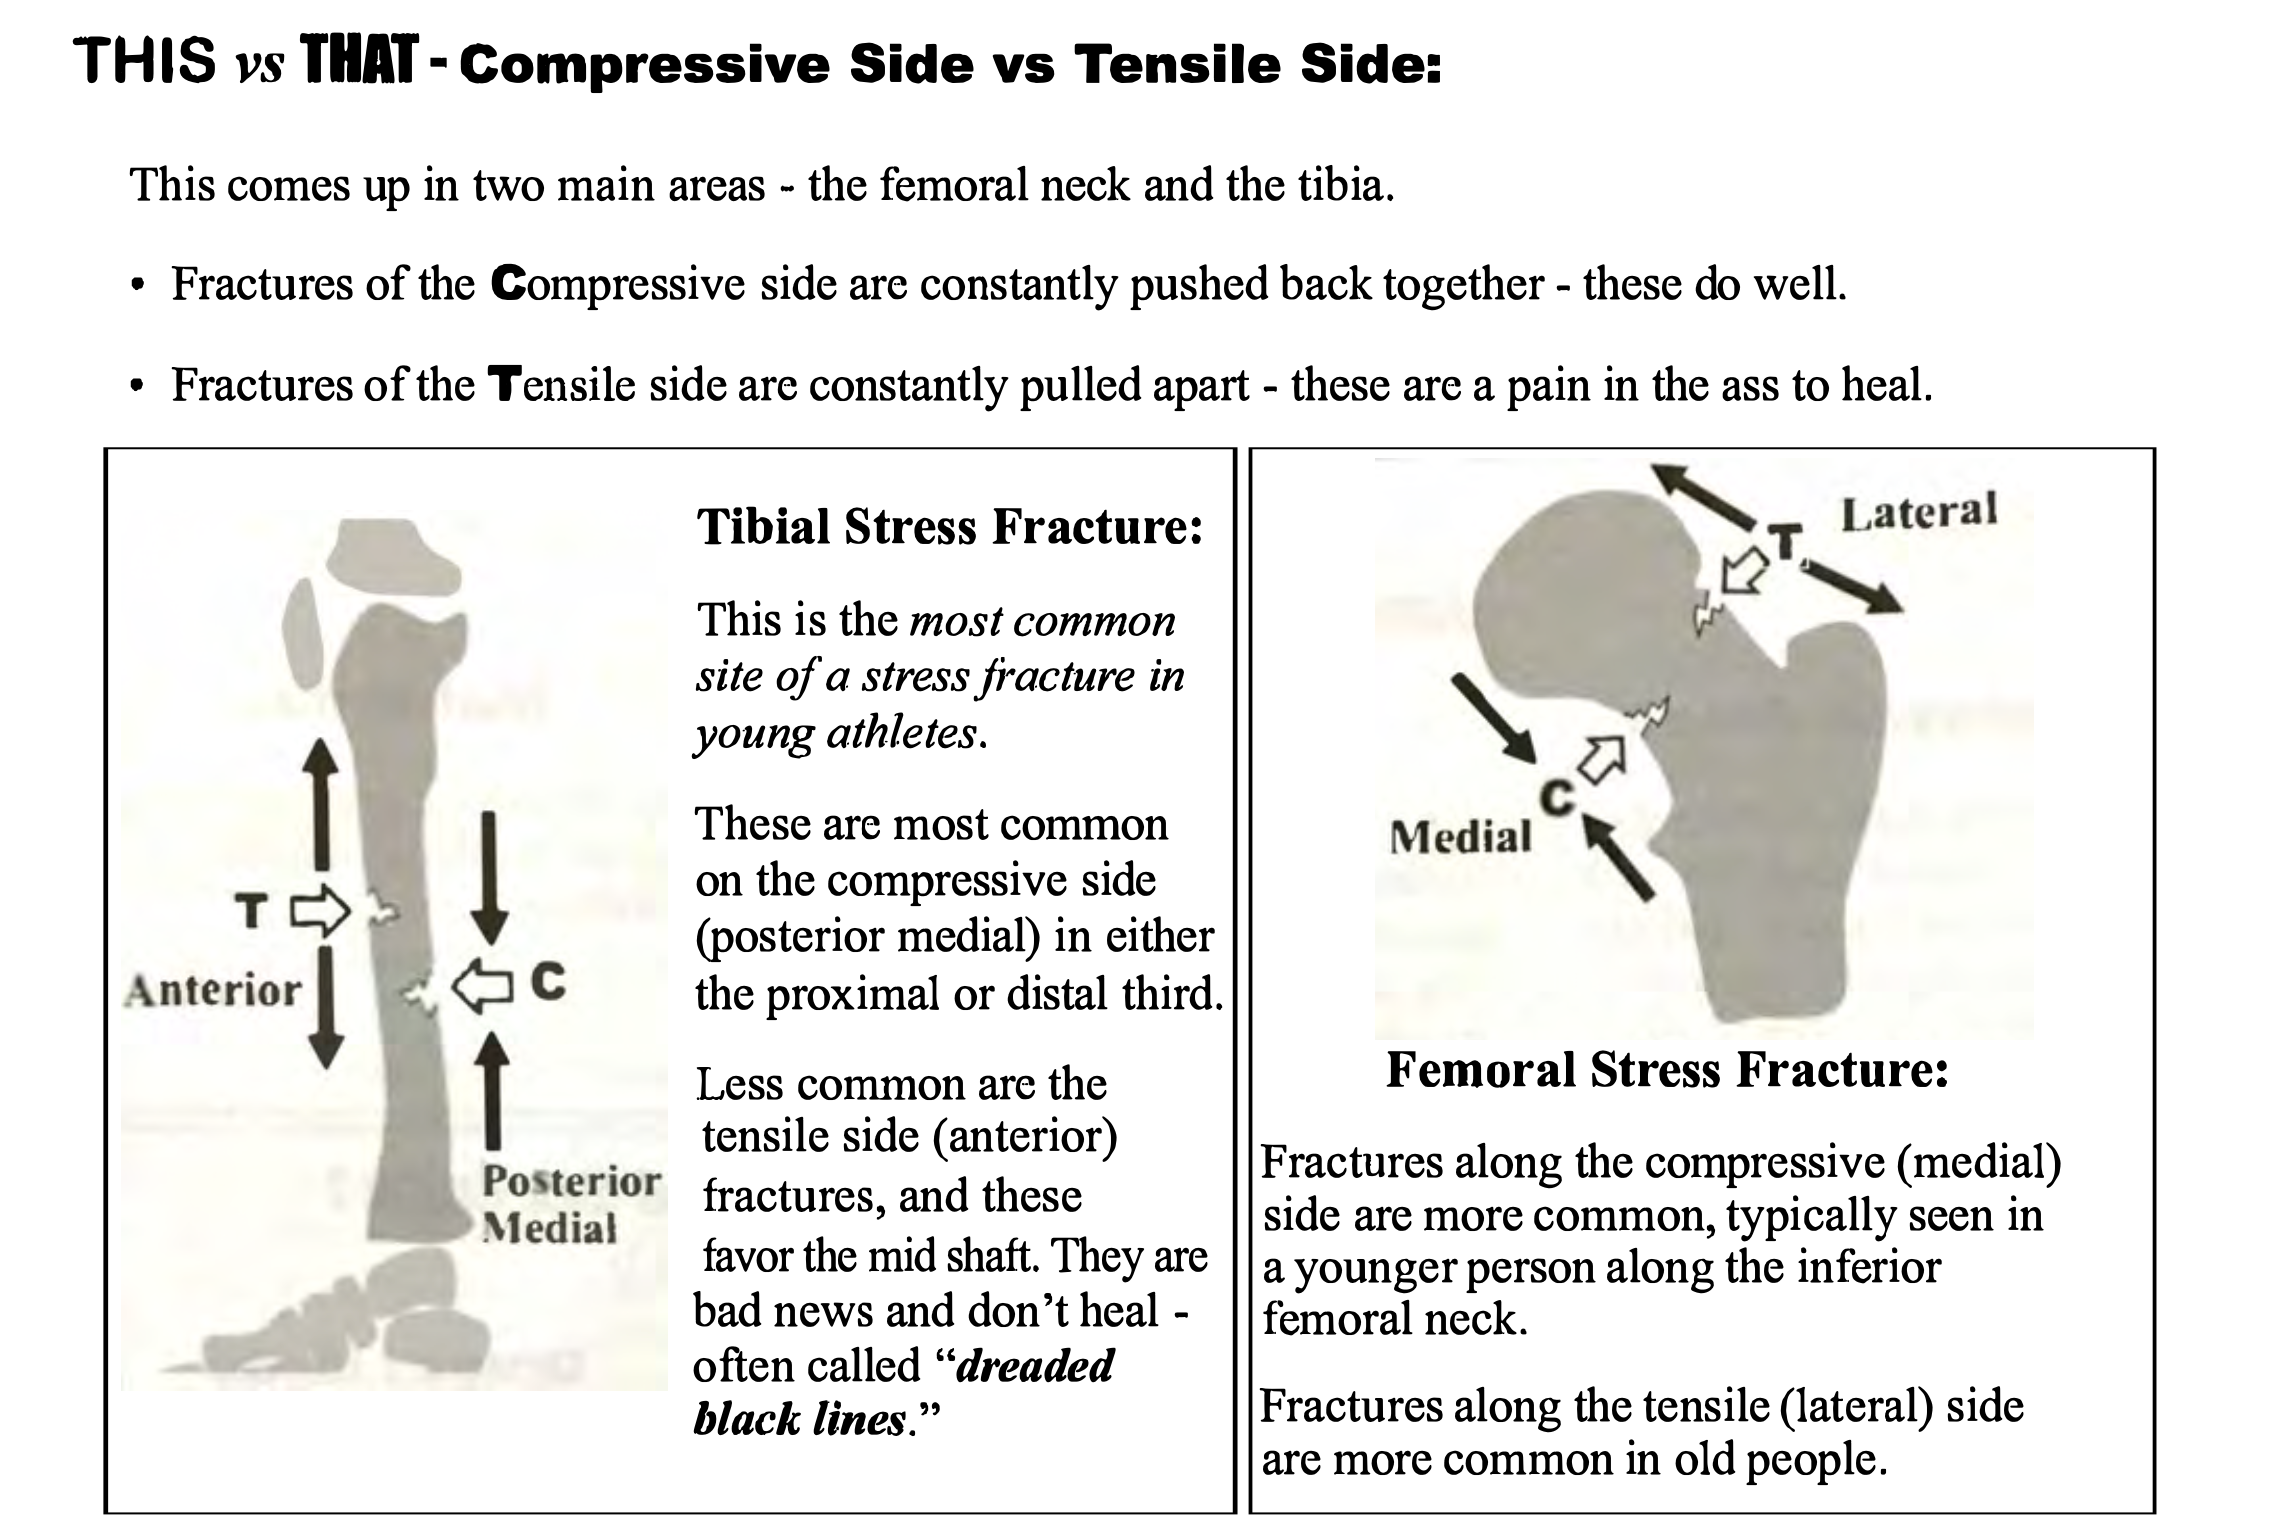 THIS vs THAT - Compressive Side vs Tensile Side:
This comes up in two main areas - the femoral neck and the tibia.
• Fractures of the Compressive side are constantly pushed back together - these do well.
• Fractures of the Tensile side are constantly pulled apart - these are a pain in the ass to heal.
T
Anterior
C
Posterior
Medial
Tibial Stress Fracture:
This is the most common
site of a stress fracture in
young athletes.
These are most common
on the compressive side
(posterior medial) in either
the proximal or distal third.
Less common are the
tensile side (anterior)
fractures, and these
favor the mid shaft. They are
bad news and don't heal -
often called “dreaded
black lines.”
Lateral
T
C
Medial
Femoral Stress Fracture:
Fractures along the compressive (medial)
side are more common, typically seen in
a younger person along the inferior
femoral neck.
Fractures along the tensile (lateral) side
are more common in old people.